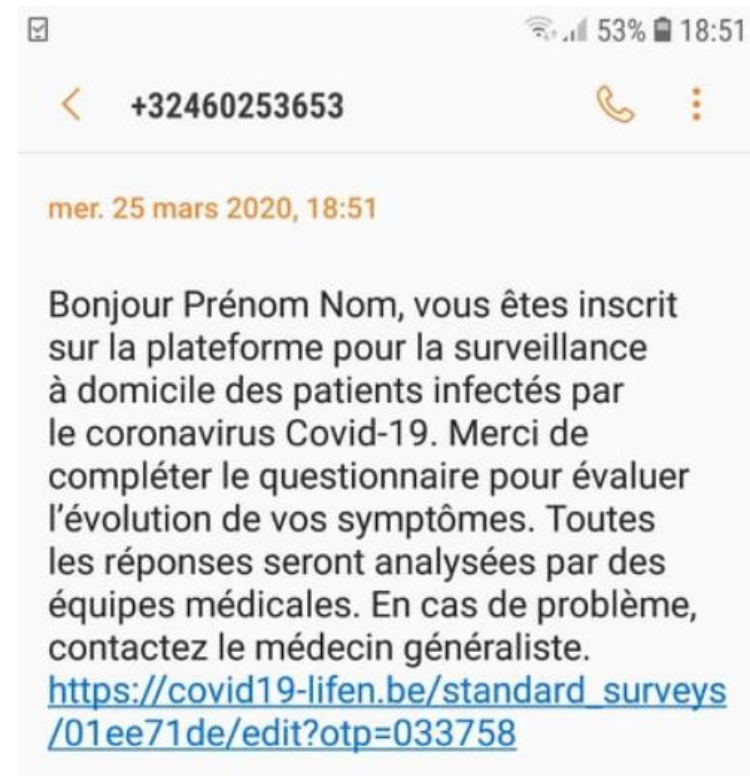 53% 18:51
+32460253653
mer. 25 mars 2020, 18:51
Bonjour Prénom Nom, vous êtes inscrit
sur la plateforme pour la surveillance
à domicile des patients infectés par
le coronavirus Covid-19. Merci de
compléter le questionnaire pour évaluer
l’évolution de vos symptômes. Toutes
les réponses seront analysées par des
équipes médicales. En cas de problème,
contactez le médecin généraliste.
https://covid19-lifen.be/standard_surveys
/01ee71de/edit?otp=033758